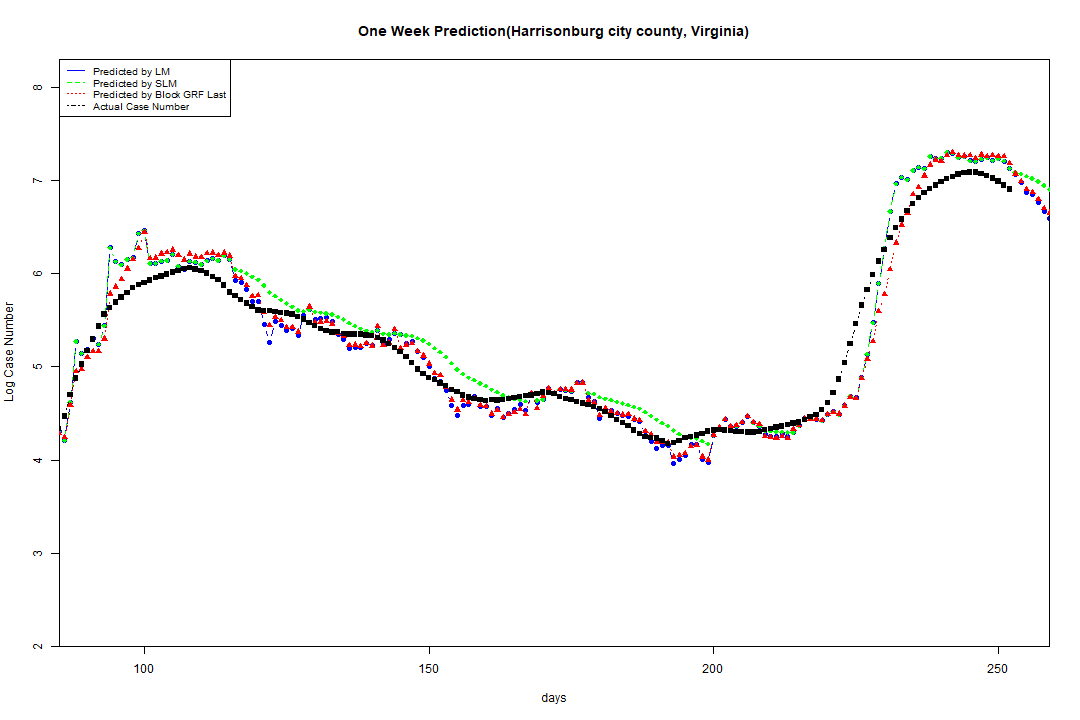 One Week Prediction(Harrisonburg city county, Virginia)
Predicted by LM
Predicted by SLM
Predicted by Block GRF Last
Actual Case Number
Log Case Number
8
7
6
5
4
3
2
100 150 200 250
days